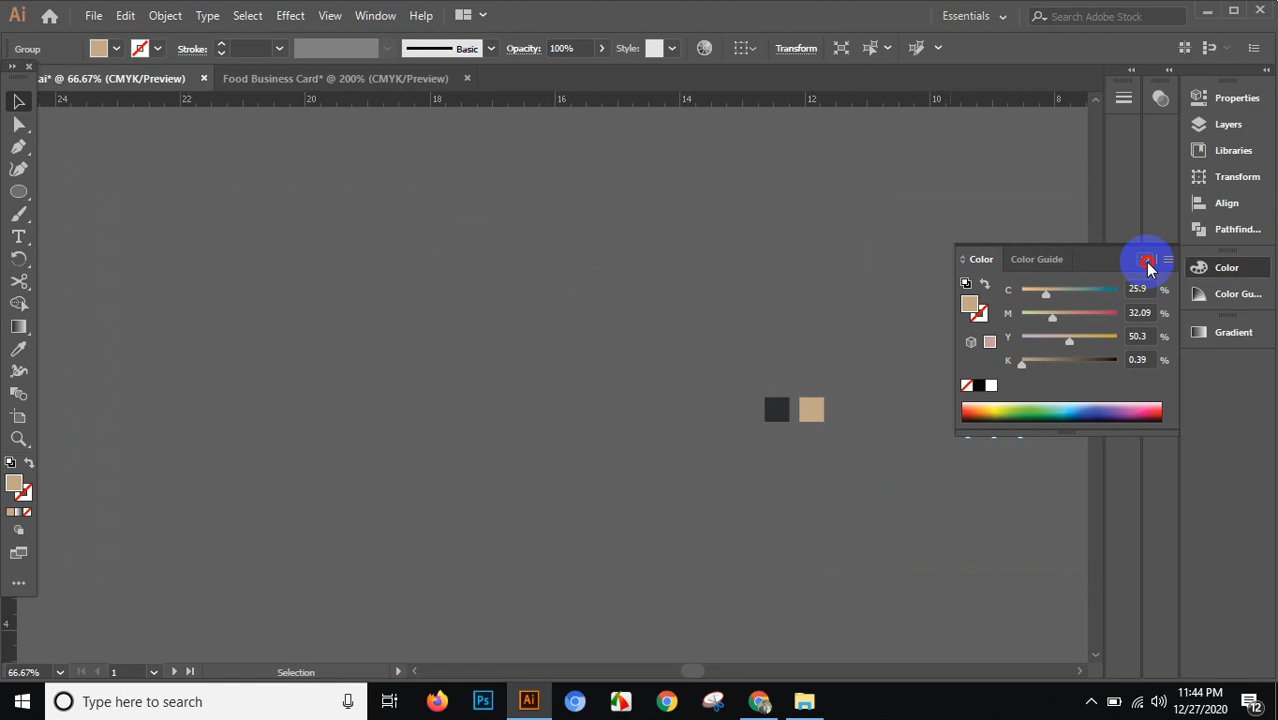 Ai File Edit Object Type Select Effect View Window Help Essentials Search Adobe Stock
Group Stroke: Basic Opacity: 100% Style: Transform
ai* @ 66.67% (CMYK/Preview) × Food Business Card* @ 200% (CMYK/Preview) ×
24 22 20 18 16 14 12 10 8
Properties
Layers
Libraries
Transform
Align
Pathfind...
Color
Color Gu...
Gradient
Color Color Guide
C 25.9 %
M 32.09 %
Y 50.3 %
K 0.39 %
4
66.67% 1 Selection
Type here to search Ps Ai 11:44 PM
12/27/2020 12